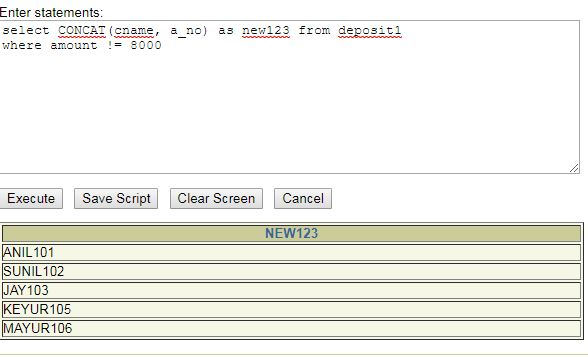 Enter statements:
select CONCAT(cname, a_no) as new123 from deposit1
where amount != 8000
Execute Save Script Clear Screen Cancel
NEW123
ANIL101
SUNIL102
JAY103
KEYUR105
MAYUR106